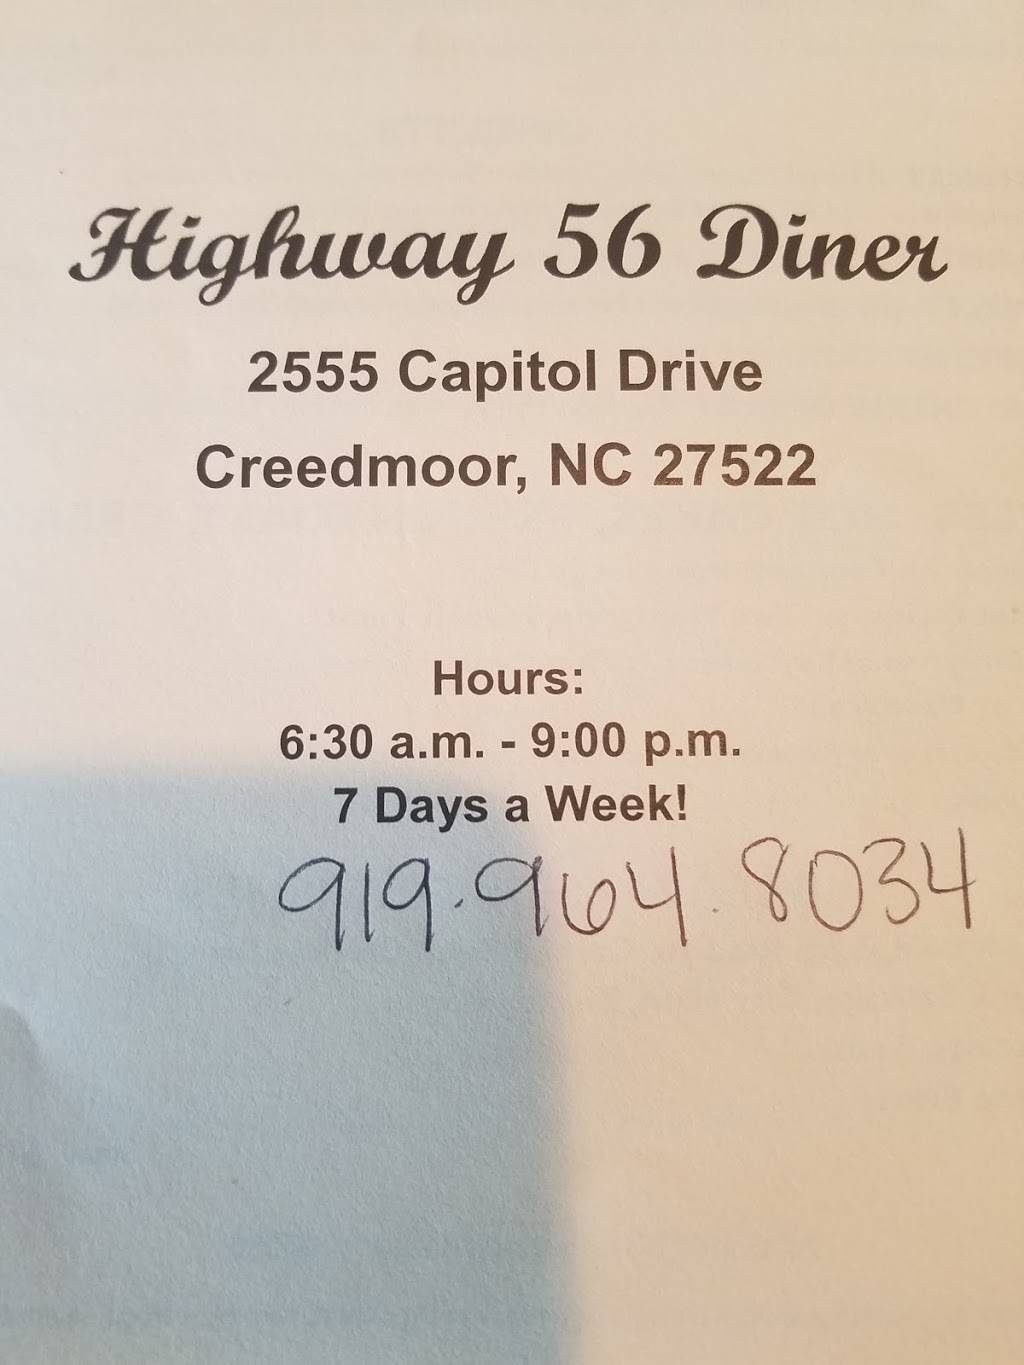 Highway 56 Diner
2555 Capitol Drive
Creedmoor, NC 27522
Hours:
6:30 a.m. - 9:00 p.m.
7 Days a Week!
919.964.8034